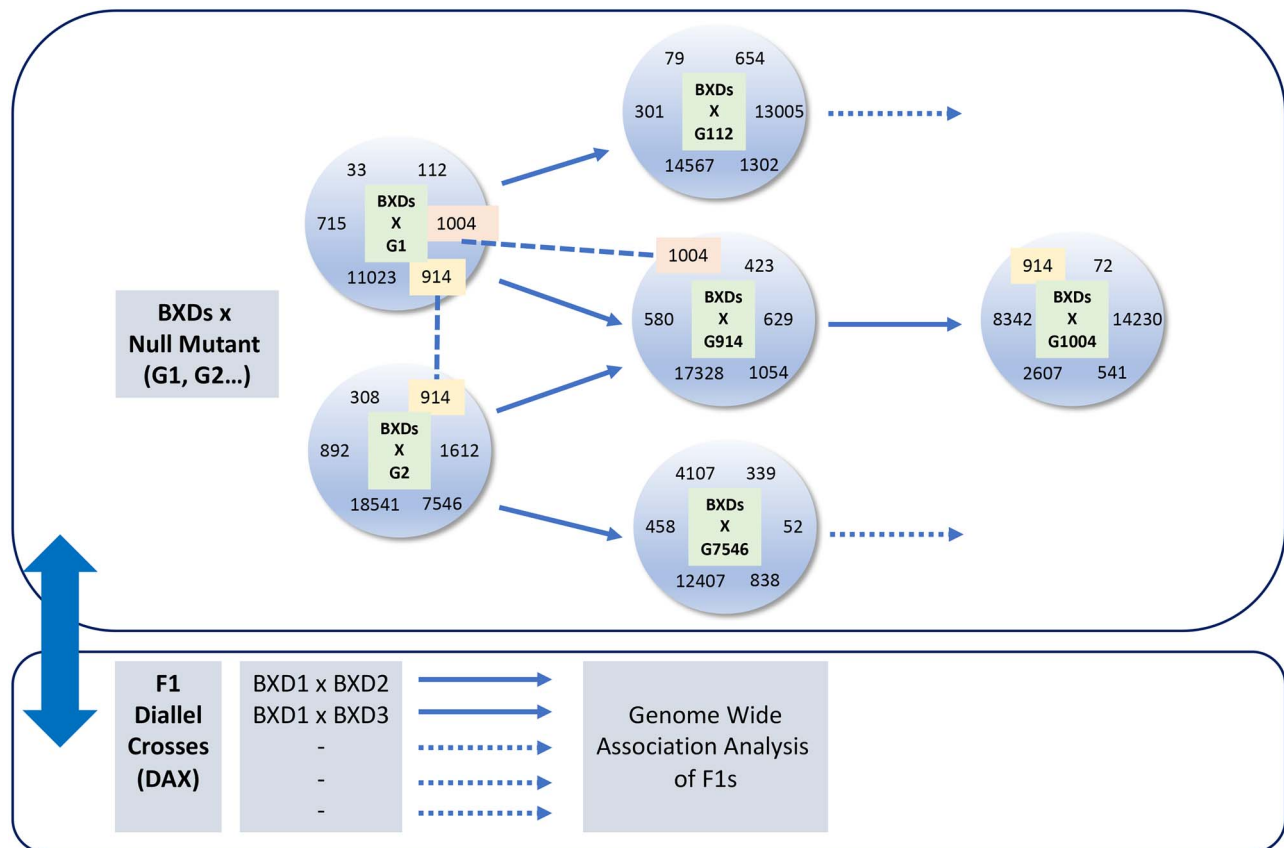 79 654
301 BXDs 13005
X
G112
14567 1302
33 112
715 BXDs 1004
X
G1
11023 914
1004 423
580 BXDs 629
X
G914
17328 1054
914 72
8342 BXDs 14230
X
G1004
2607 541
BXDs x
Null Mutant
(G1, G2...)
308 914
892 BXDs 1612
X
G2
18541 7546
4107 339
458 BXDs 52
X
G7546
12407 838
F1
Diallel
Crosses
(DAX)
BXD1 x BXD2
BXD1 x BXD3
-
-
-
Genome Wide
Association Analysis
of F1s